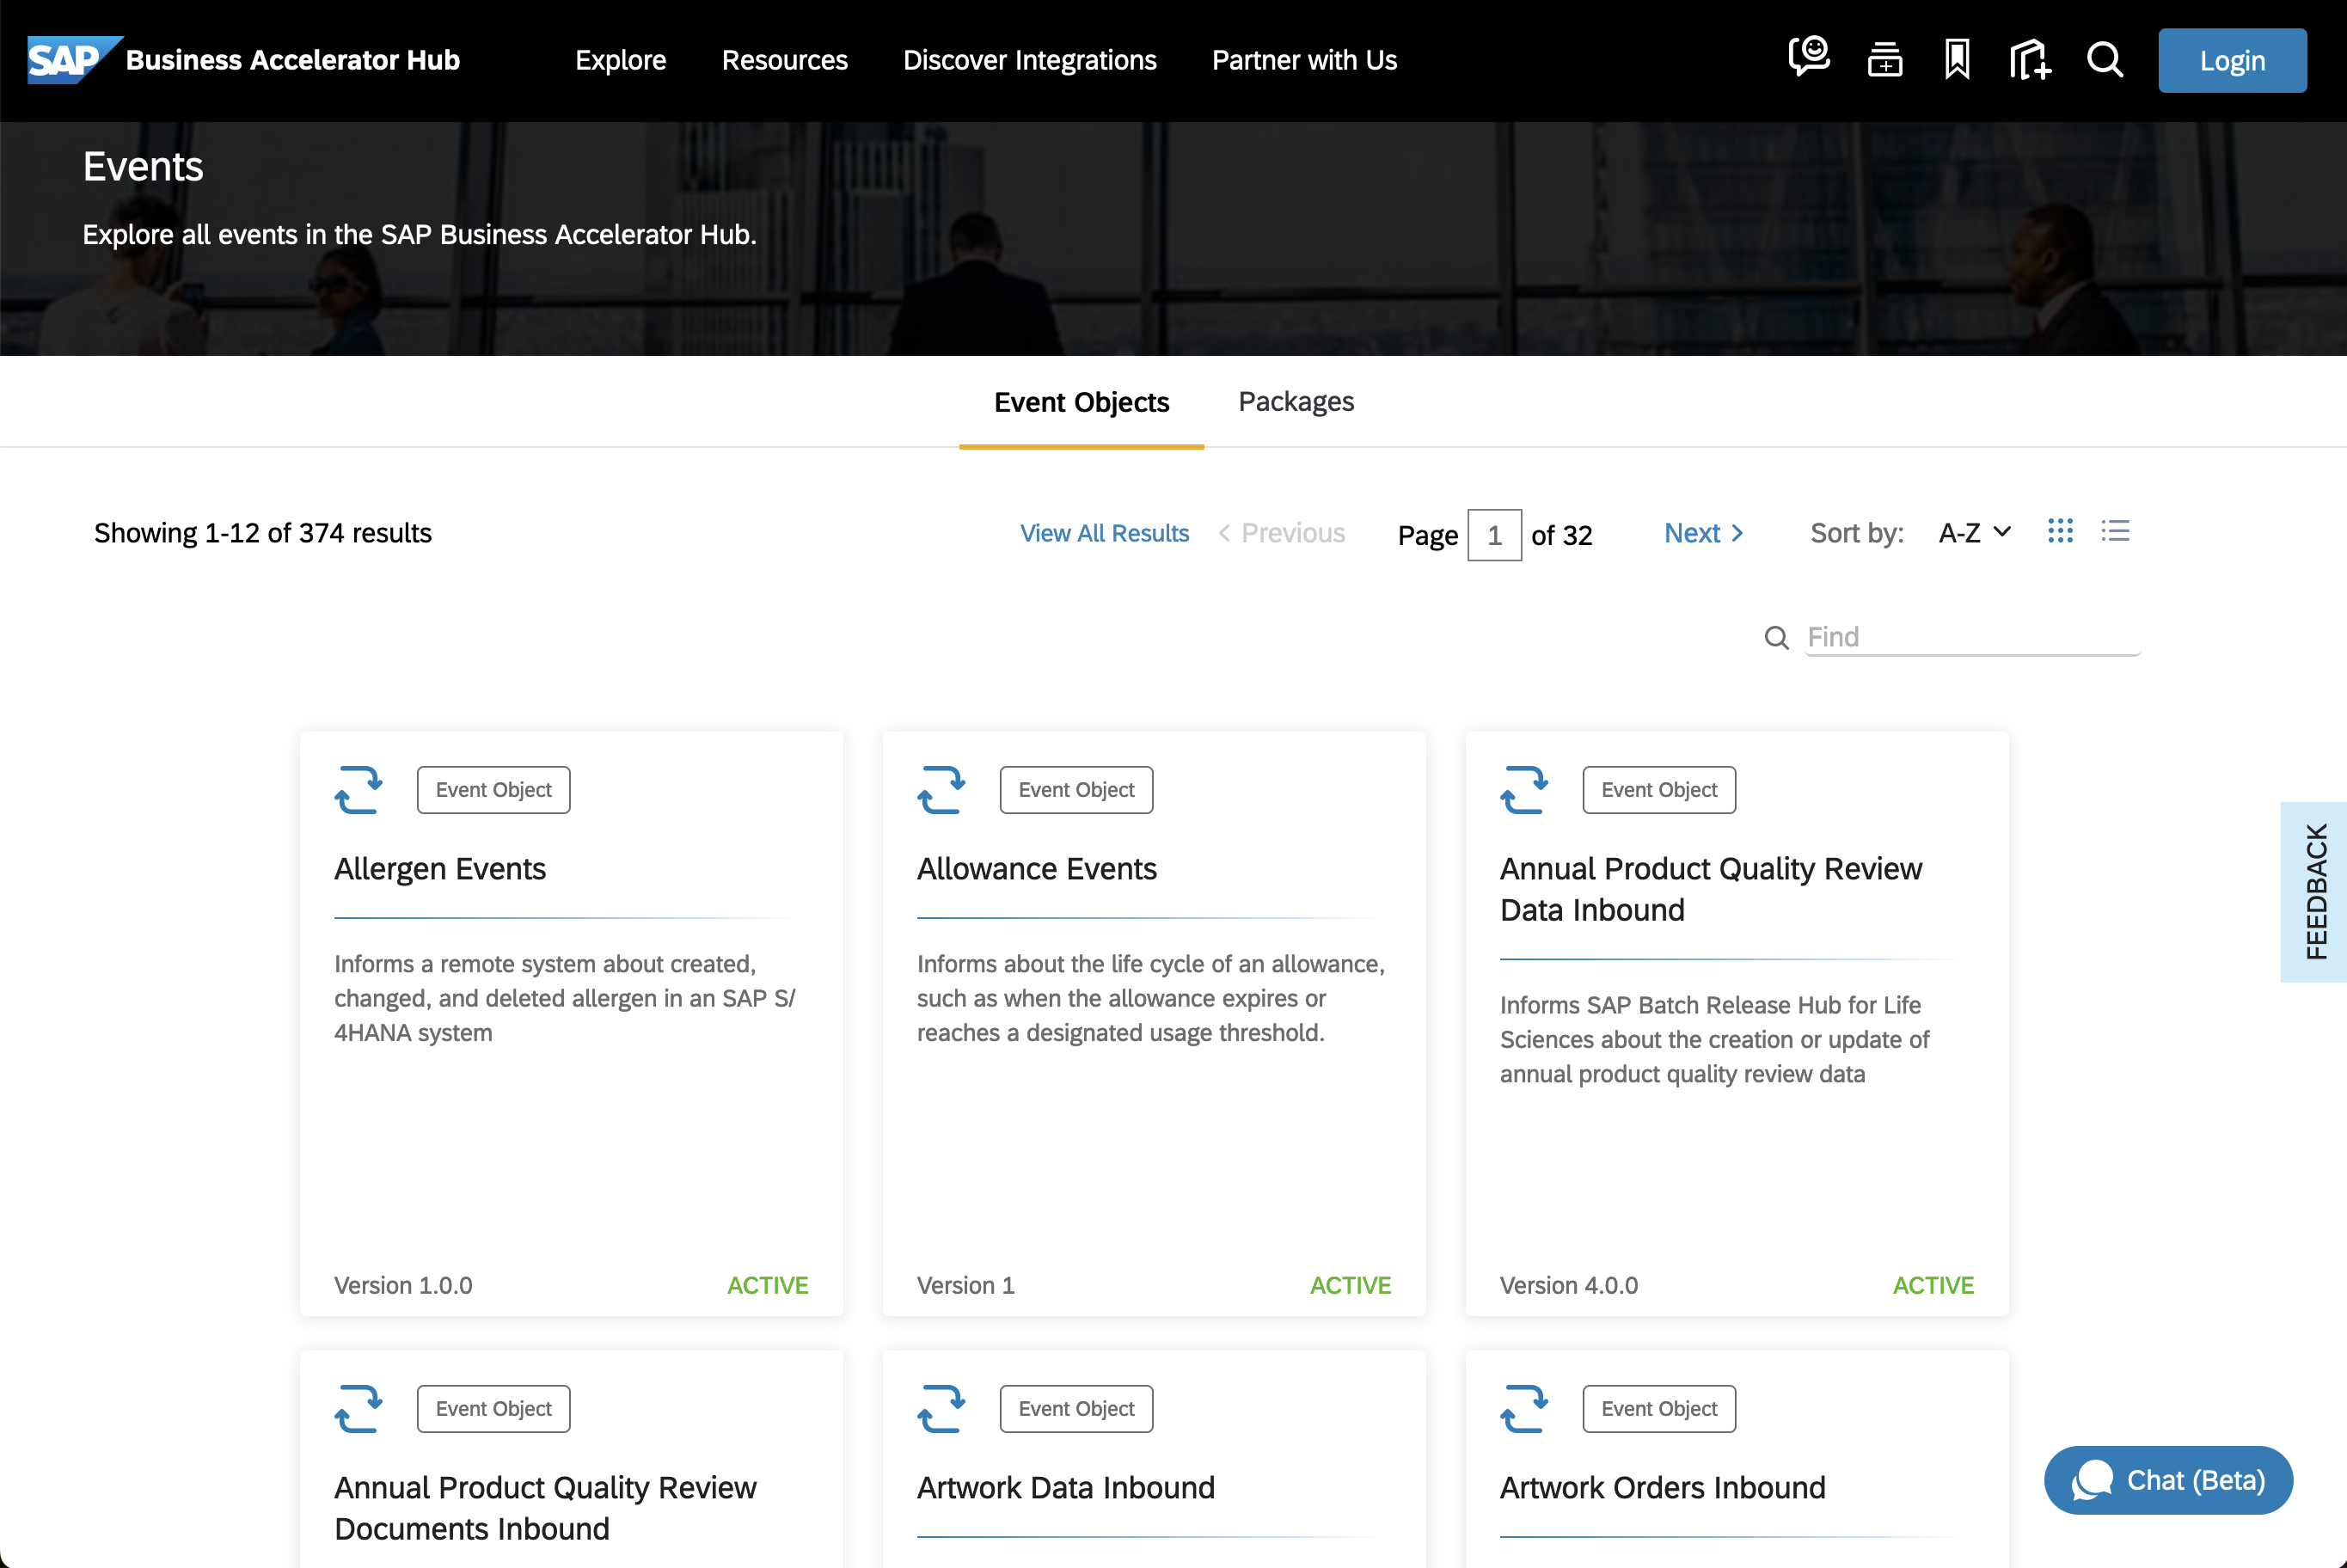 SAP Business Accelerator Hub
Explore
Resources
Discover Integrations
Partner with Us
Login
Events
Explore all events in the SAP Business Accelerator Hub.
Event Objects
Packages
Showing 1-12 of 374 results
View All Results
Previous
Page 1 of 32
Next
Sort by:
A-Z
Find
Event Object
Allergen Events
Informs a remote system about created,
changed, and deleted allergen in an SAP S/
4HANA system
Version 1.0.0
ACTIVE
Event Object
Allowance Events
Informs about the life cycle of an allowance,
such as when the allowance expires or
reaches a designated usage threshold.
Version 1
ACTIVE
Event Object
Annual Product Quality Review
Data Inbound
Informs SAP Batch Release Hub for Life
Sciences about the creation or update of
annual product quality review data
Version 4.0.0
ACTIVE
FEEDBACK
Event Object
Annual Product Quality Review
Documents Inbound
Event Object
Artwork Data Inbound
Event Object
Artwork Orders Inbound
Chat (Beta)